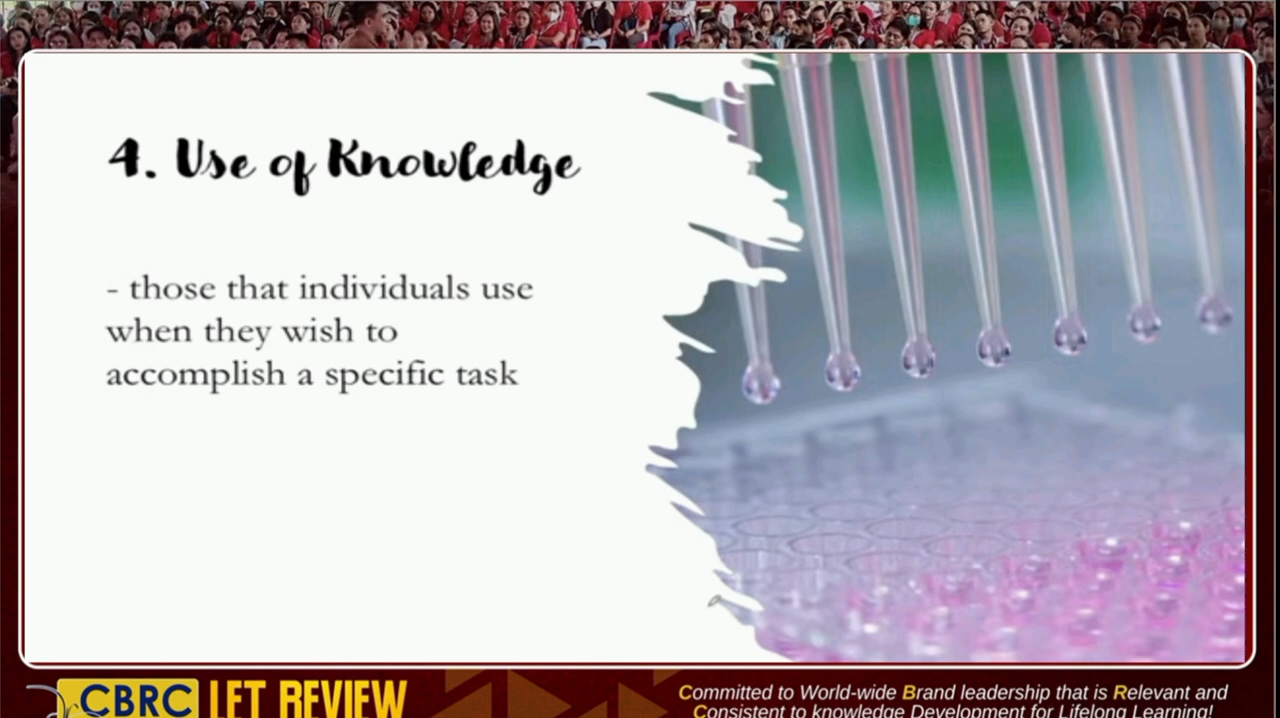 4. Use of Knowledge
- those that individuals use
when they wish to
accomplish a specific task
CBRC LET REVIEW
Committed to World-wide Brand leadership that is Relevant and
Consistent to knowledge Development for Lifelong Learning!